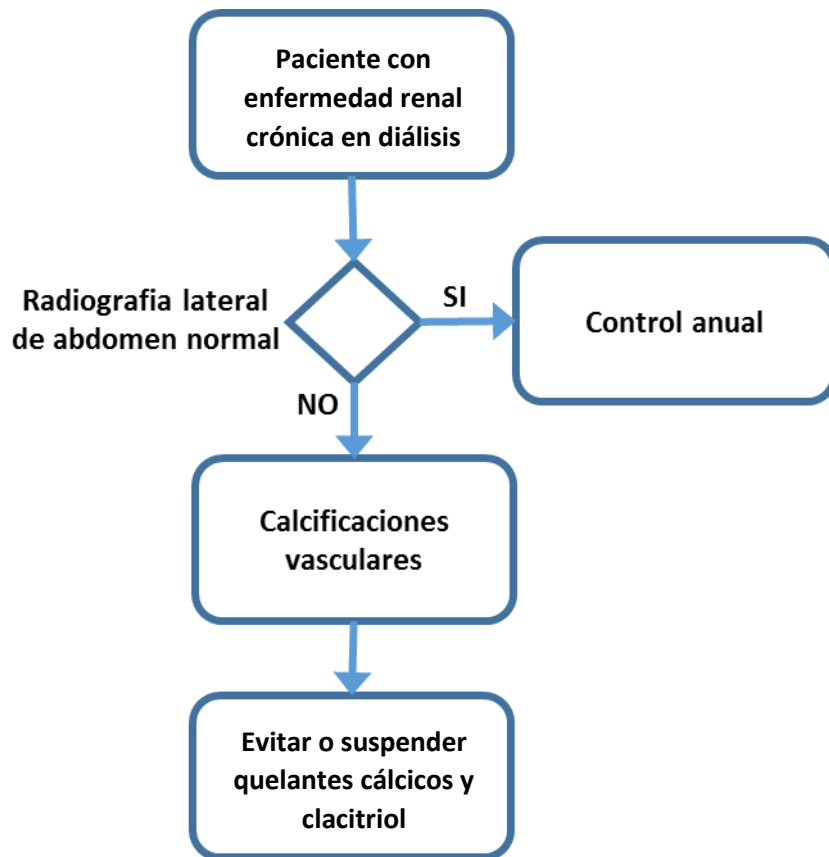 Paciente con
enfermedad renal
crónica en diálisis
Radiografia lateral
de abdomen normal
SI
Control anual
NO
Calcificaciones
vasculares
Evitar o suspender
quelantes cálcicos y
clacitriol